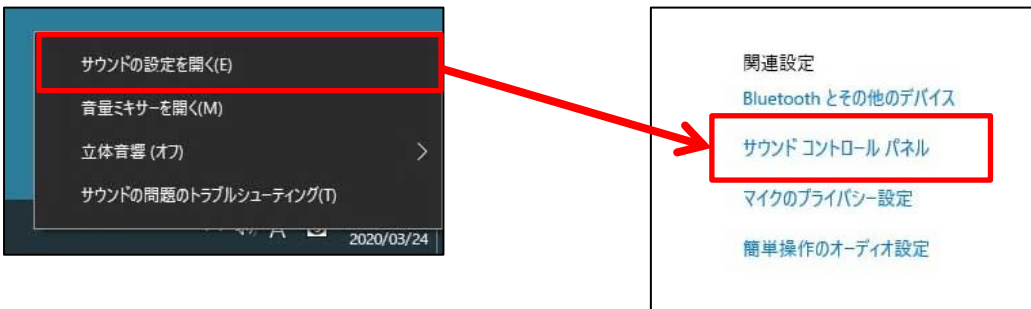 サウンドの設定を開く(E)
音量ミキサーを開く(M)
立体音響 (オフ)
サウンドの問題のトラブルシューティング(T)
A
2020/03/24
関連設定
Bluetooth とその他のデバイス
サウンド コントロール パネル
マイクのプライバシー設定
簡単操作のオーディオ設定